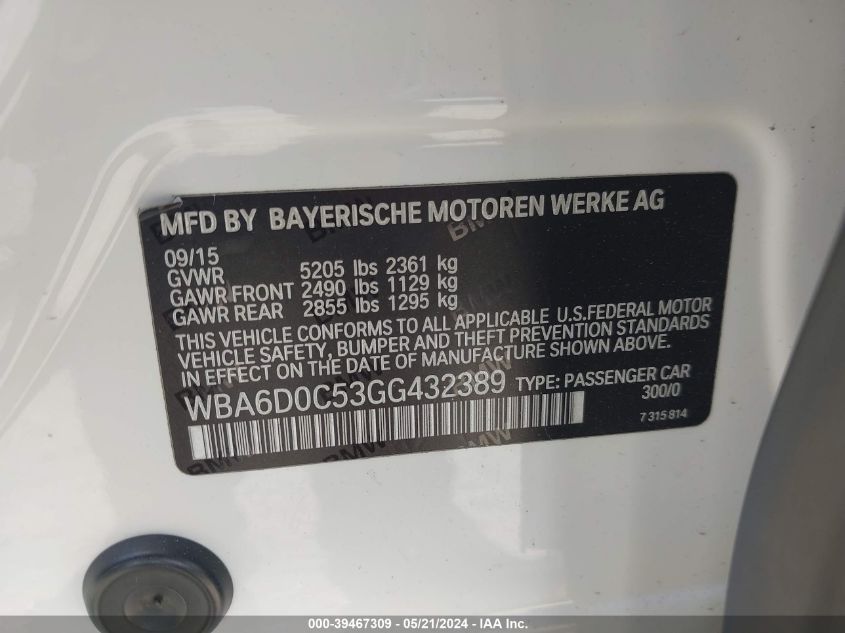 MFD BY BAYERISCHE MOTOREN WERKE AG
09/15
GVWR 5205 lbs 2361 kg
GAWR FRONT 2490 lbs 1129 kg
GAWR REAR 2855 lbs 1295 kg
THIS VEHICLE CONFORMS TO ALL APPLICABLE U.S.FEDERAL MOTOR
VEHICLE SAFETY, BUMPER AND THEFT PREVENTION STANDARDS
IN EFFECT ON THE DATE OF MANUFACTURE SHOWN ABOVE.
WBA6D0C53GG432389 TYPE: PASSENGER CAR
300/0
7 315 814
BMW
000-39467309 - 05/21/2024 - IAA Inc.